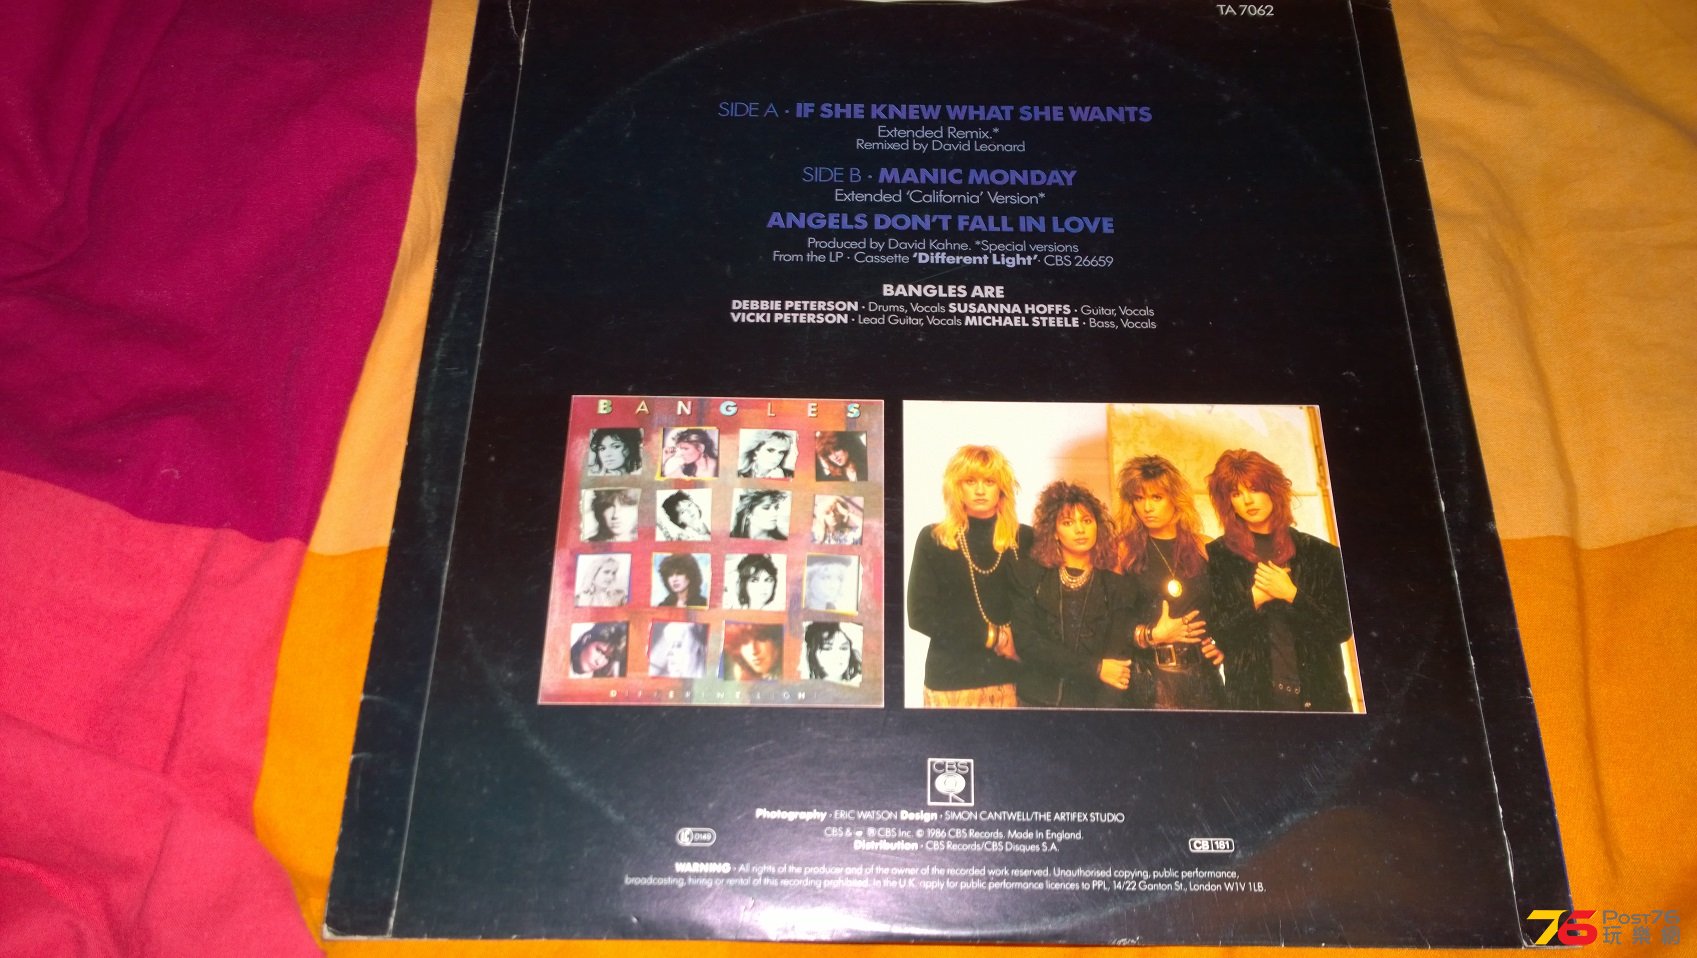 TA 7062
SIDE A · IF SHE KNEW WHAT SHE WANTS
Extended Remix.*
Remixed by David Leonard
SIDE B · MANIC MONDAY
Extended 'California' Version*
ANGELS DON'T FALL IN LOVE
Produced by David Kahne. *Special versions
From the LP · Cassette 'Different Light' · CBS 26659
BANGLES ARE
DEBBIE PETERSON · Drums, Vocals SUSANNA HOFFS · Guitar, Vocals
VICKI PETERSON · Lead Guitar, Vocals MICHAEL STEELE · Bass, Vocals
BANGLES
DIFFERENT LIGHT
CBS
Photography · ERIC WATSON Design · SIMON CANTWELL/THE ARTIFEX STUDIO
CBS & ℗ CBS Inc. © 1986 CBS Records. Made in England.
Distribution · CBS Records/CBS Disques S.A.
0149
CB 181
WARNING · All rights of the producer and of the owner of the recorded work reserved. Unauthorised copying, public performance,
broadcasting, hiring or rental of this recording prohibited. In the U.K. apply for public performance licences to PPL, 14/22 Ganton St., London W1V 1LB.
76 POST76
玩樂網